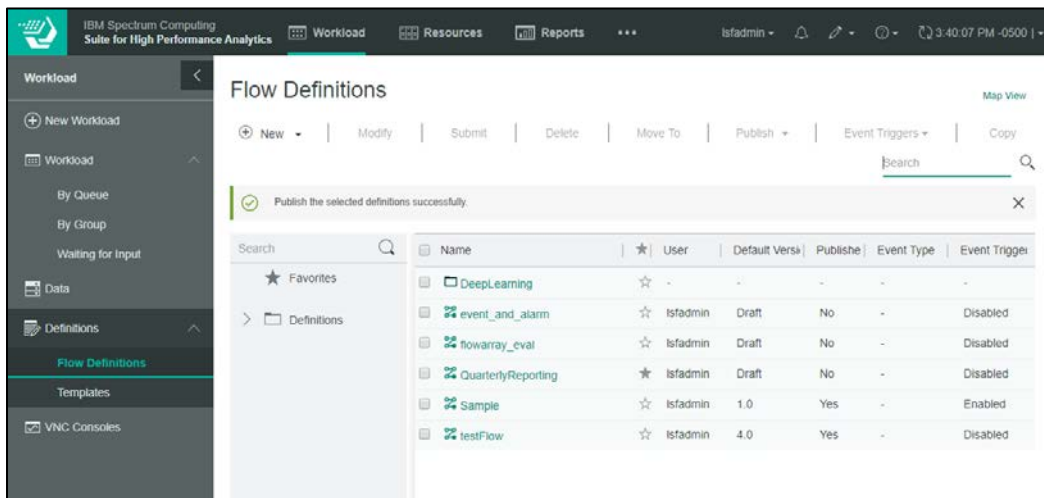 IBM Spectrum Computing
Suite for High Performance Analytics
Workload
Resources
Reports
lsfadmin
3:40:07 PM -0500 |
Workload
New Workload
Workload
By Queue
By Group
Waiting for Input
Data
Definitions
Flow Definitions
Templates
VNC Consoles
Flow Definitions
Map View
New | Modify | Submit | Delete | Move To | Publish | Event Triggers | Copy
Search
Publish the selected definitions successfully.
Search
Favorites
Definitions
Name | User | Default Versi | Publishe | Event Type | Event Trigger
DeepLearning - - - - -
event_and_alarm lsfadmin Draft No - Disabled
flowarray_eval lsfadmin Draft No - Disabled
QuarterlyReporting lsfadmin Draft No - Disabled
Sample lsfadmin 1.0 Yes - Enabled
testFlow lsfadmin 4.0 Yes - Disabled